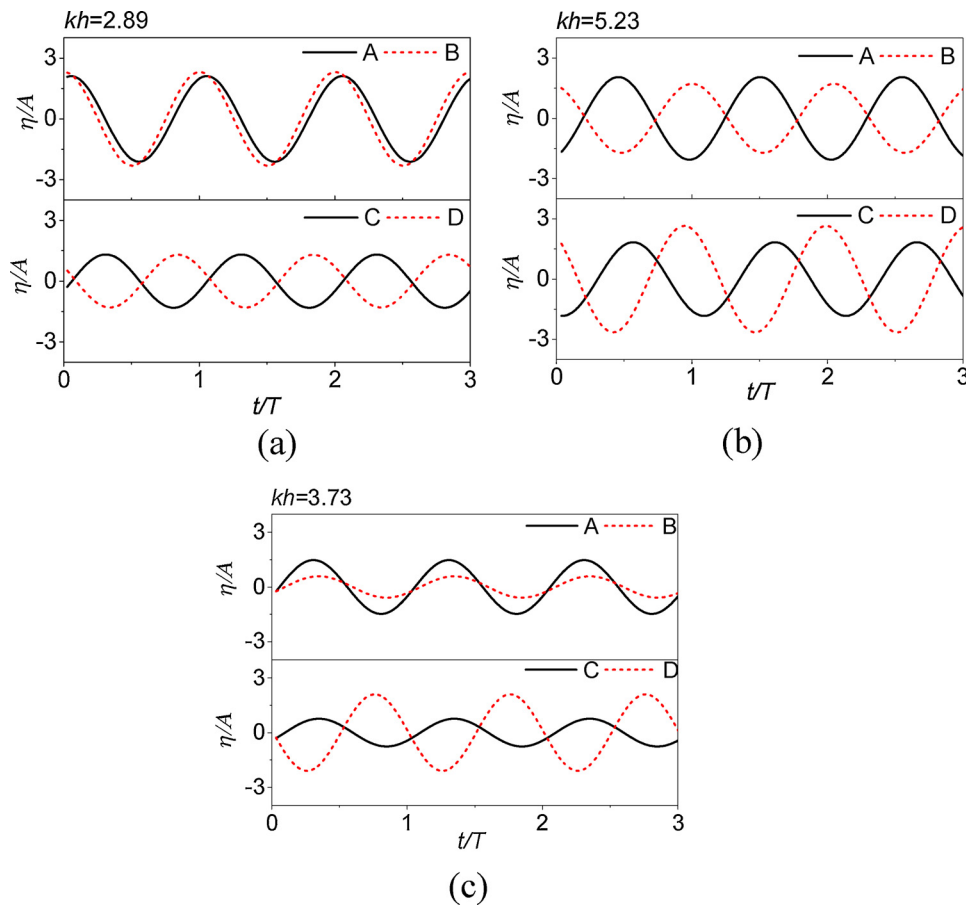 kh=2.89
A B
3
0
-3
η/A
C D
3
0
-3
η/A
0 1 2 3
t/T
(a)
kh=5.23
A B
3
0
-3
η/A
C D
3
0
-3
η/A
0 1 2 3
t/T
(b)
kh=3.73
A B
3
0
-3
η/A
C D
3
0
-3
η/A
0 1 2 3
t/T
(c)